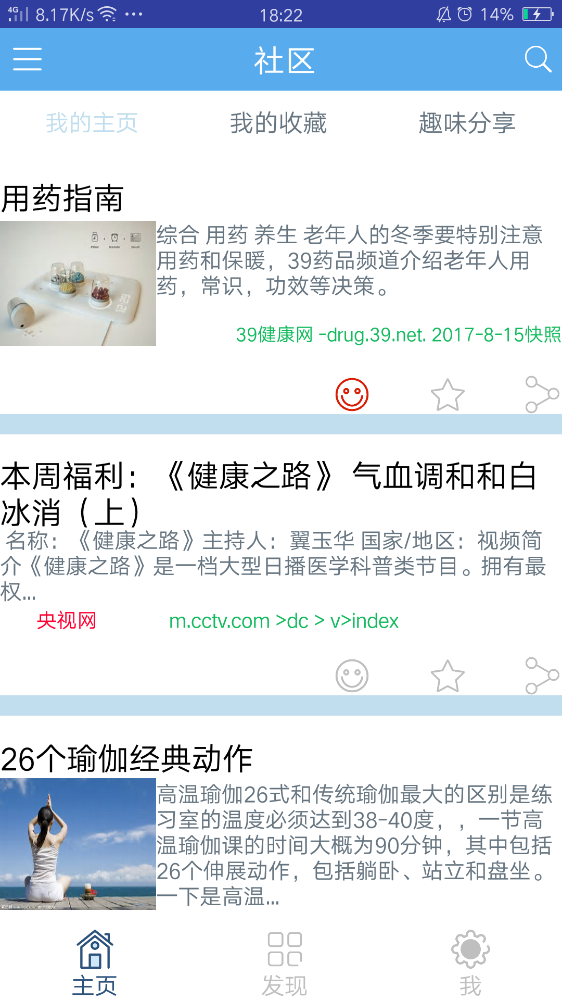 4G 8.17K/s ... 18:22 14%
社区
我的主页 我的收藏 趣味分享
用药指南
Pillbox Reminder Record
综合 用药 养生 老年人的冬季要特别注意
用药和保暖，39药品频道介绍老年人用
药，常识，功效等决策。
12:29
39健康网 -drug.39.net. 2017-8-15快照
本周福利：《健康之路》 气血调和和白
冰消（上）
名称：《健康之路》主持人：翼玉华 国家/地区：视频简
介《健康之路》是一档大型日播医学科普类节目。拥有最
权...
央视网 m.cctv.com >dc > v>index
26个瑜伽经典动作
高温瑜伽26式和传统瑜伽最大的区别是练
习室的温度必须达到38-40度，，一节高
温瑜伽课的时间大概为90分钟，其中包括
26个伸展动作，包括躺卧、站立和盘坐。
一下是高温...
主页 发现 我